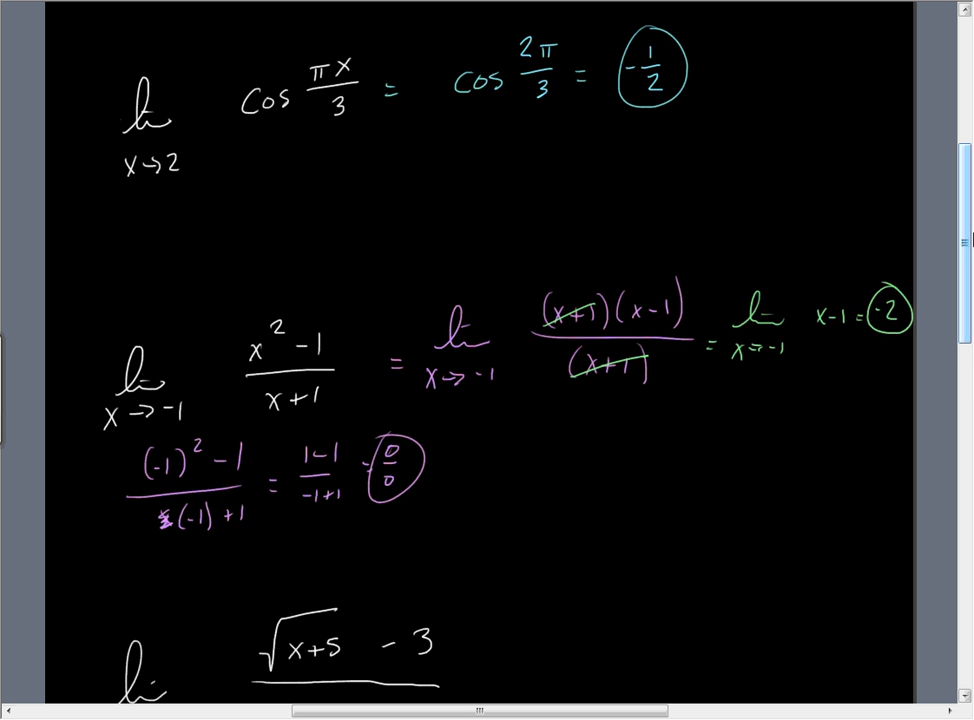 lim x→2 cos πx/3 = cos 2π/3 = -1/2
lim x→-1 x² - 1 / x+1 = lim x→-1 (x+1)(x-1) / (x+1) = lim x→-1 x-1 = -2
(-1)² - 1 / (-1)+1 = 1-1 / -1+1 = 0/0
lim √x+5 - 3